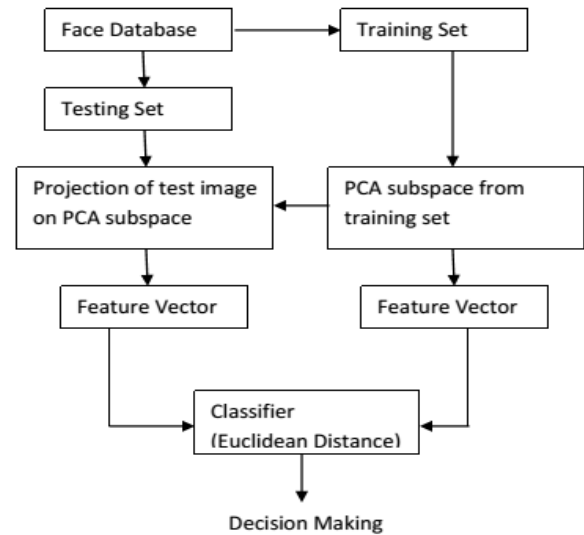 Face Database
Training Set
Testing Set
Projection of test image
on PCA subspace
PCA subspace from
training set
Feature Vector
Feature Vector
Classifier
(Euclidean Distance)
Decision Making